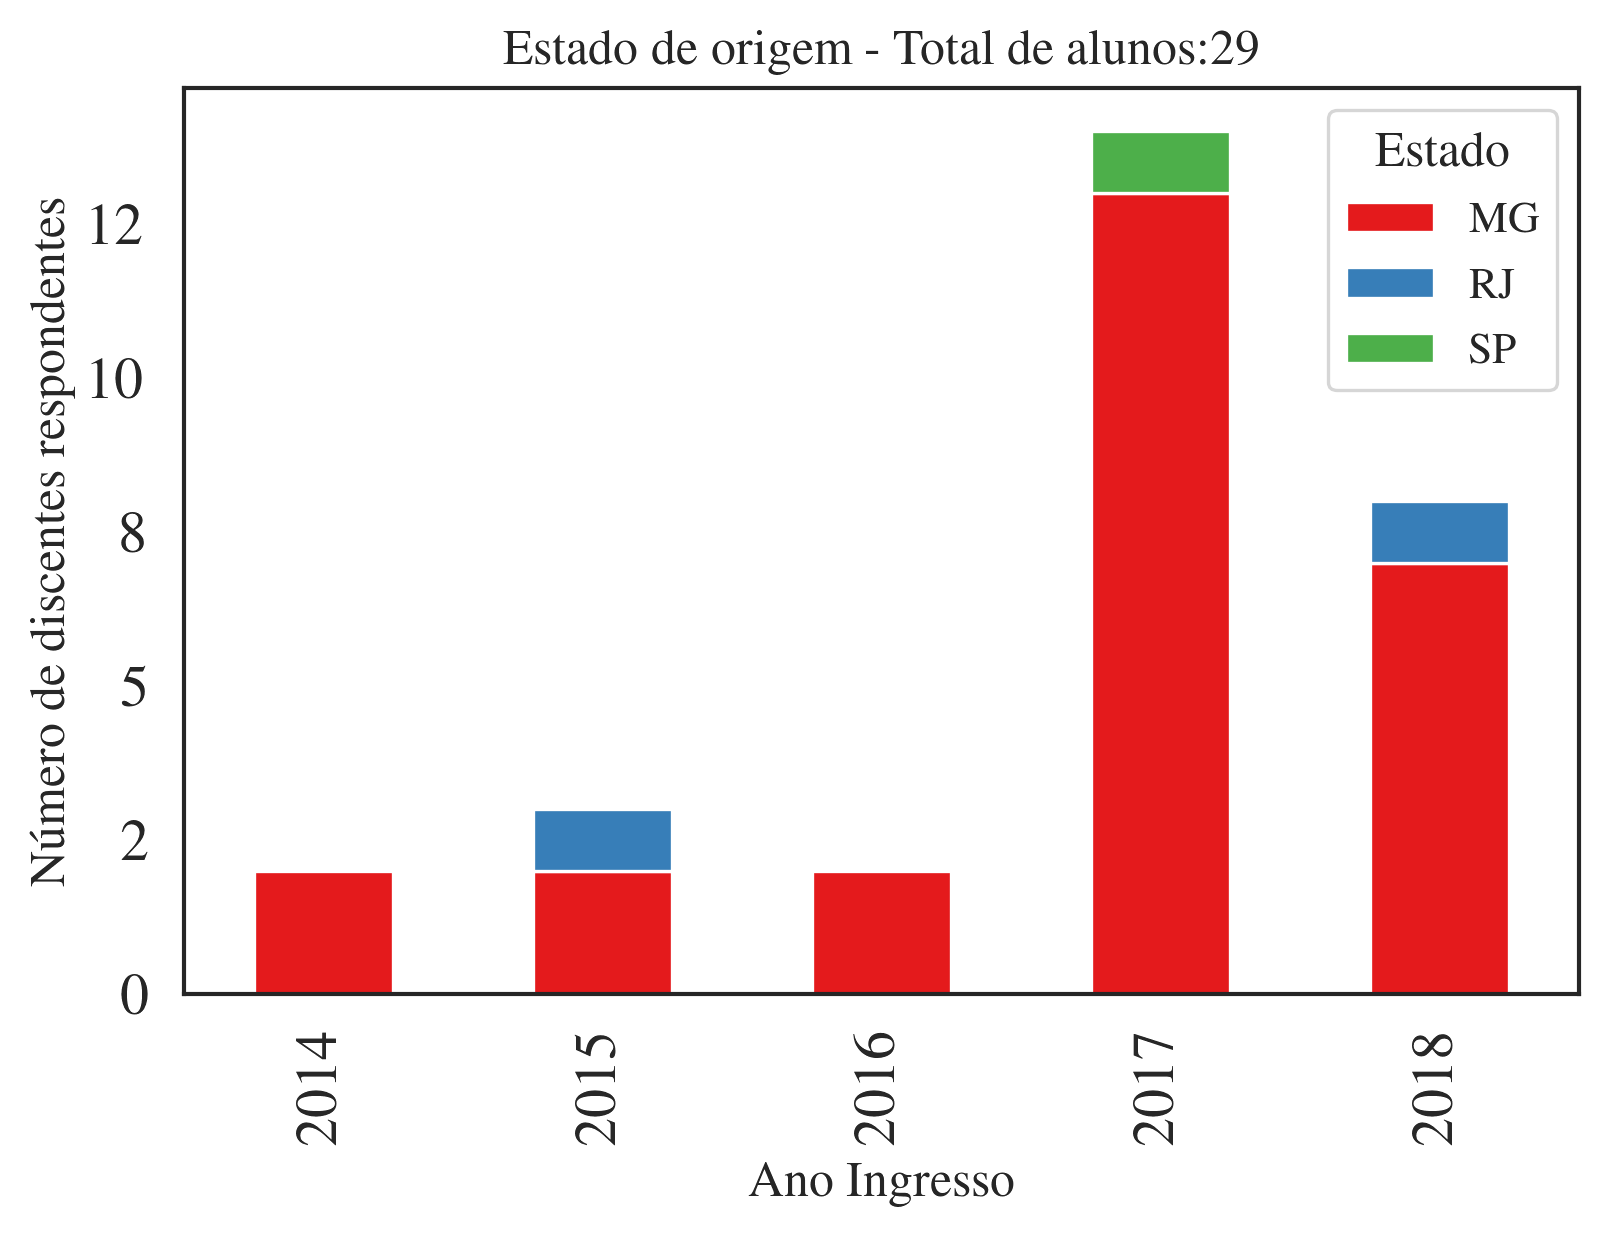 Estado de origem - Total de alunos:29
Estado
MG
RJ
SP
Número de discentes respondentes
12
10
8
5
2
0
2014
2015
2016
2017
2018
Ano Ingresso